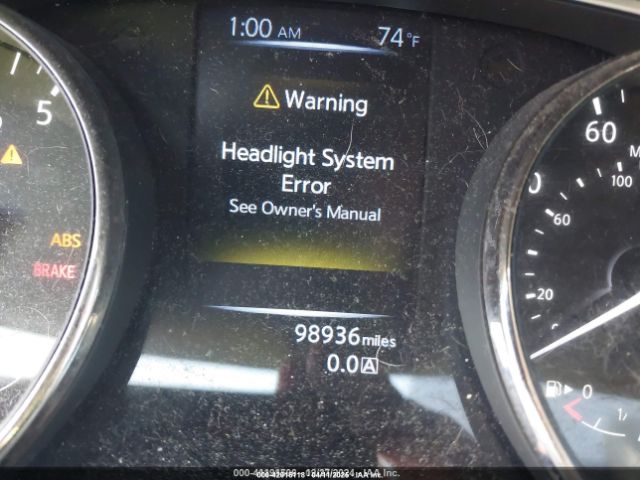 1:00 AM 74°F
Warning
Headlight System
Error
See Owner's Manual
98936 miles
0.0 A
5
ABS
BRAKE
60
100
60
20
0
0